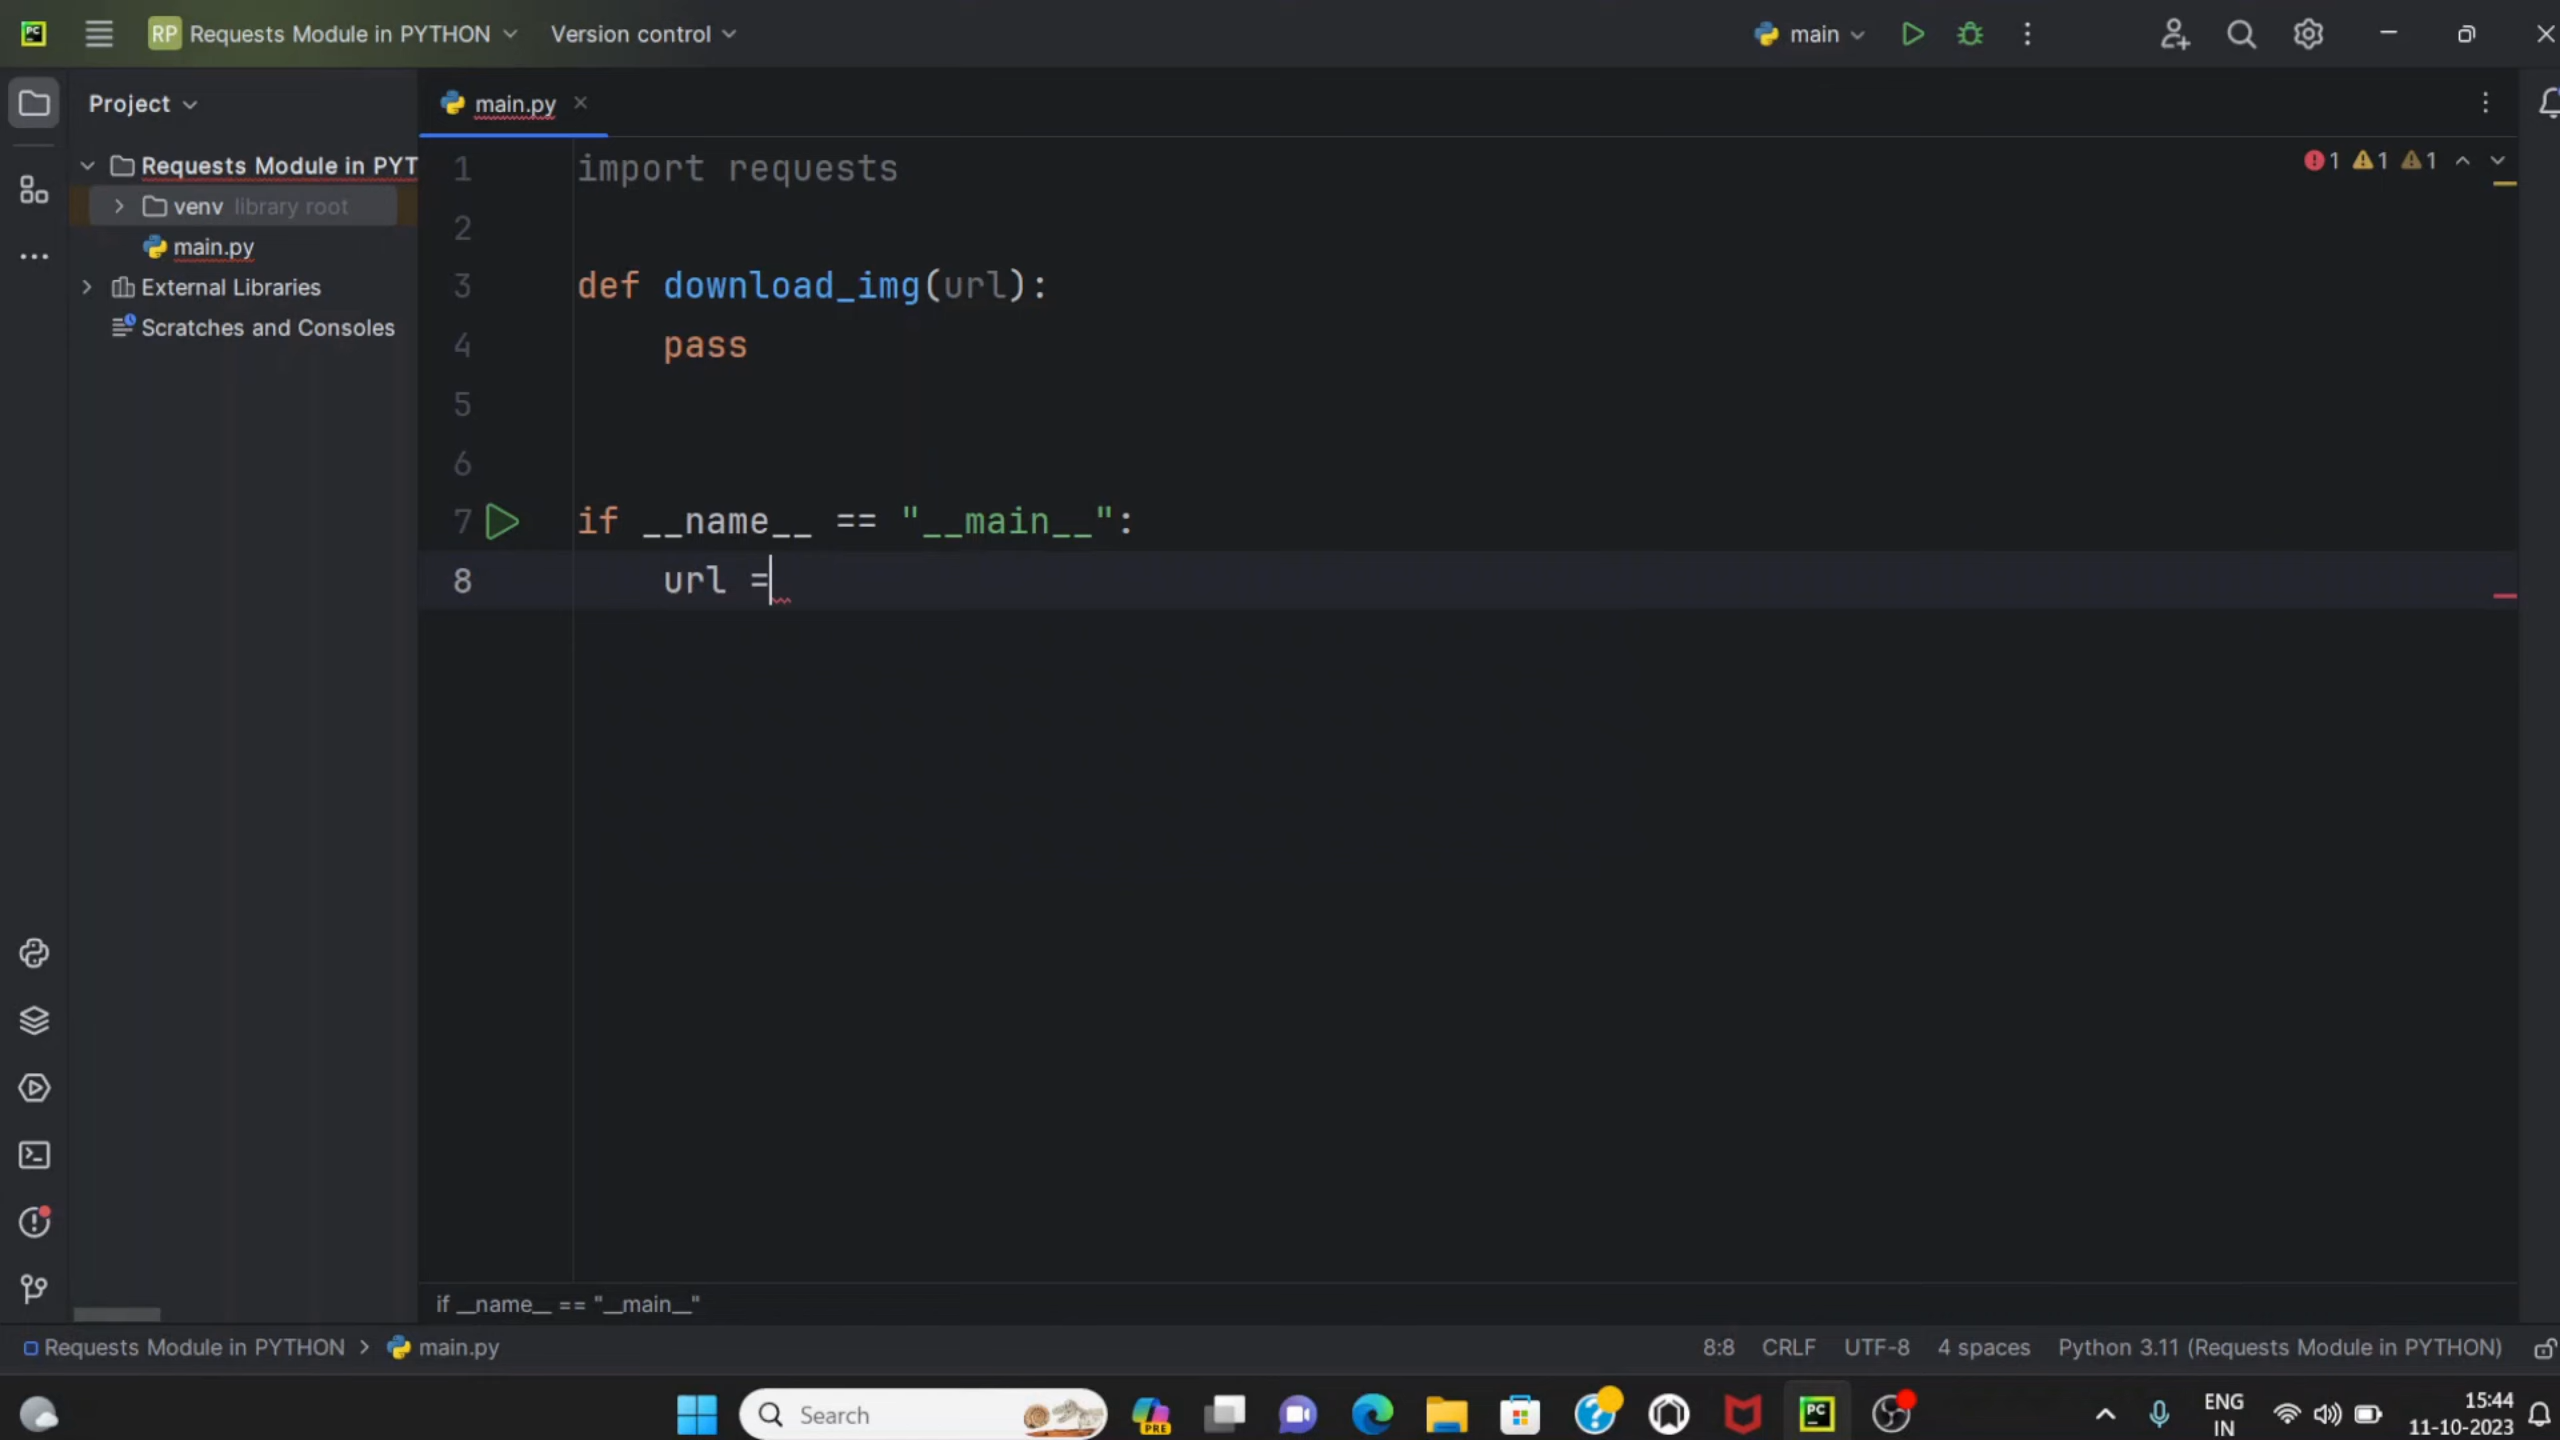 PC
RP Requests Module in PYTHON Version control main
Project
main.py
Requests Module in PYT
venv library root
main.py
External Libraries
Scratches and Consoles
1 1 1
1 import requests
2
3 def download_img(url):
4 pass
5
6
7 if __name__ == "__main__":
8 url =
if __name__ == "__main__"
Requests Module in PYTHON > main.py
8:8 CRLF UTF-8 4 spaces Python 3.11 (Requests Module in PYTHON)
Search
PRE
PC
ENG
IN
15:44
11-10-2023